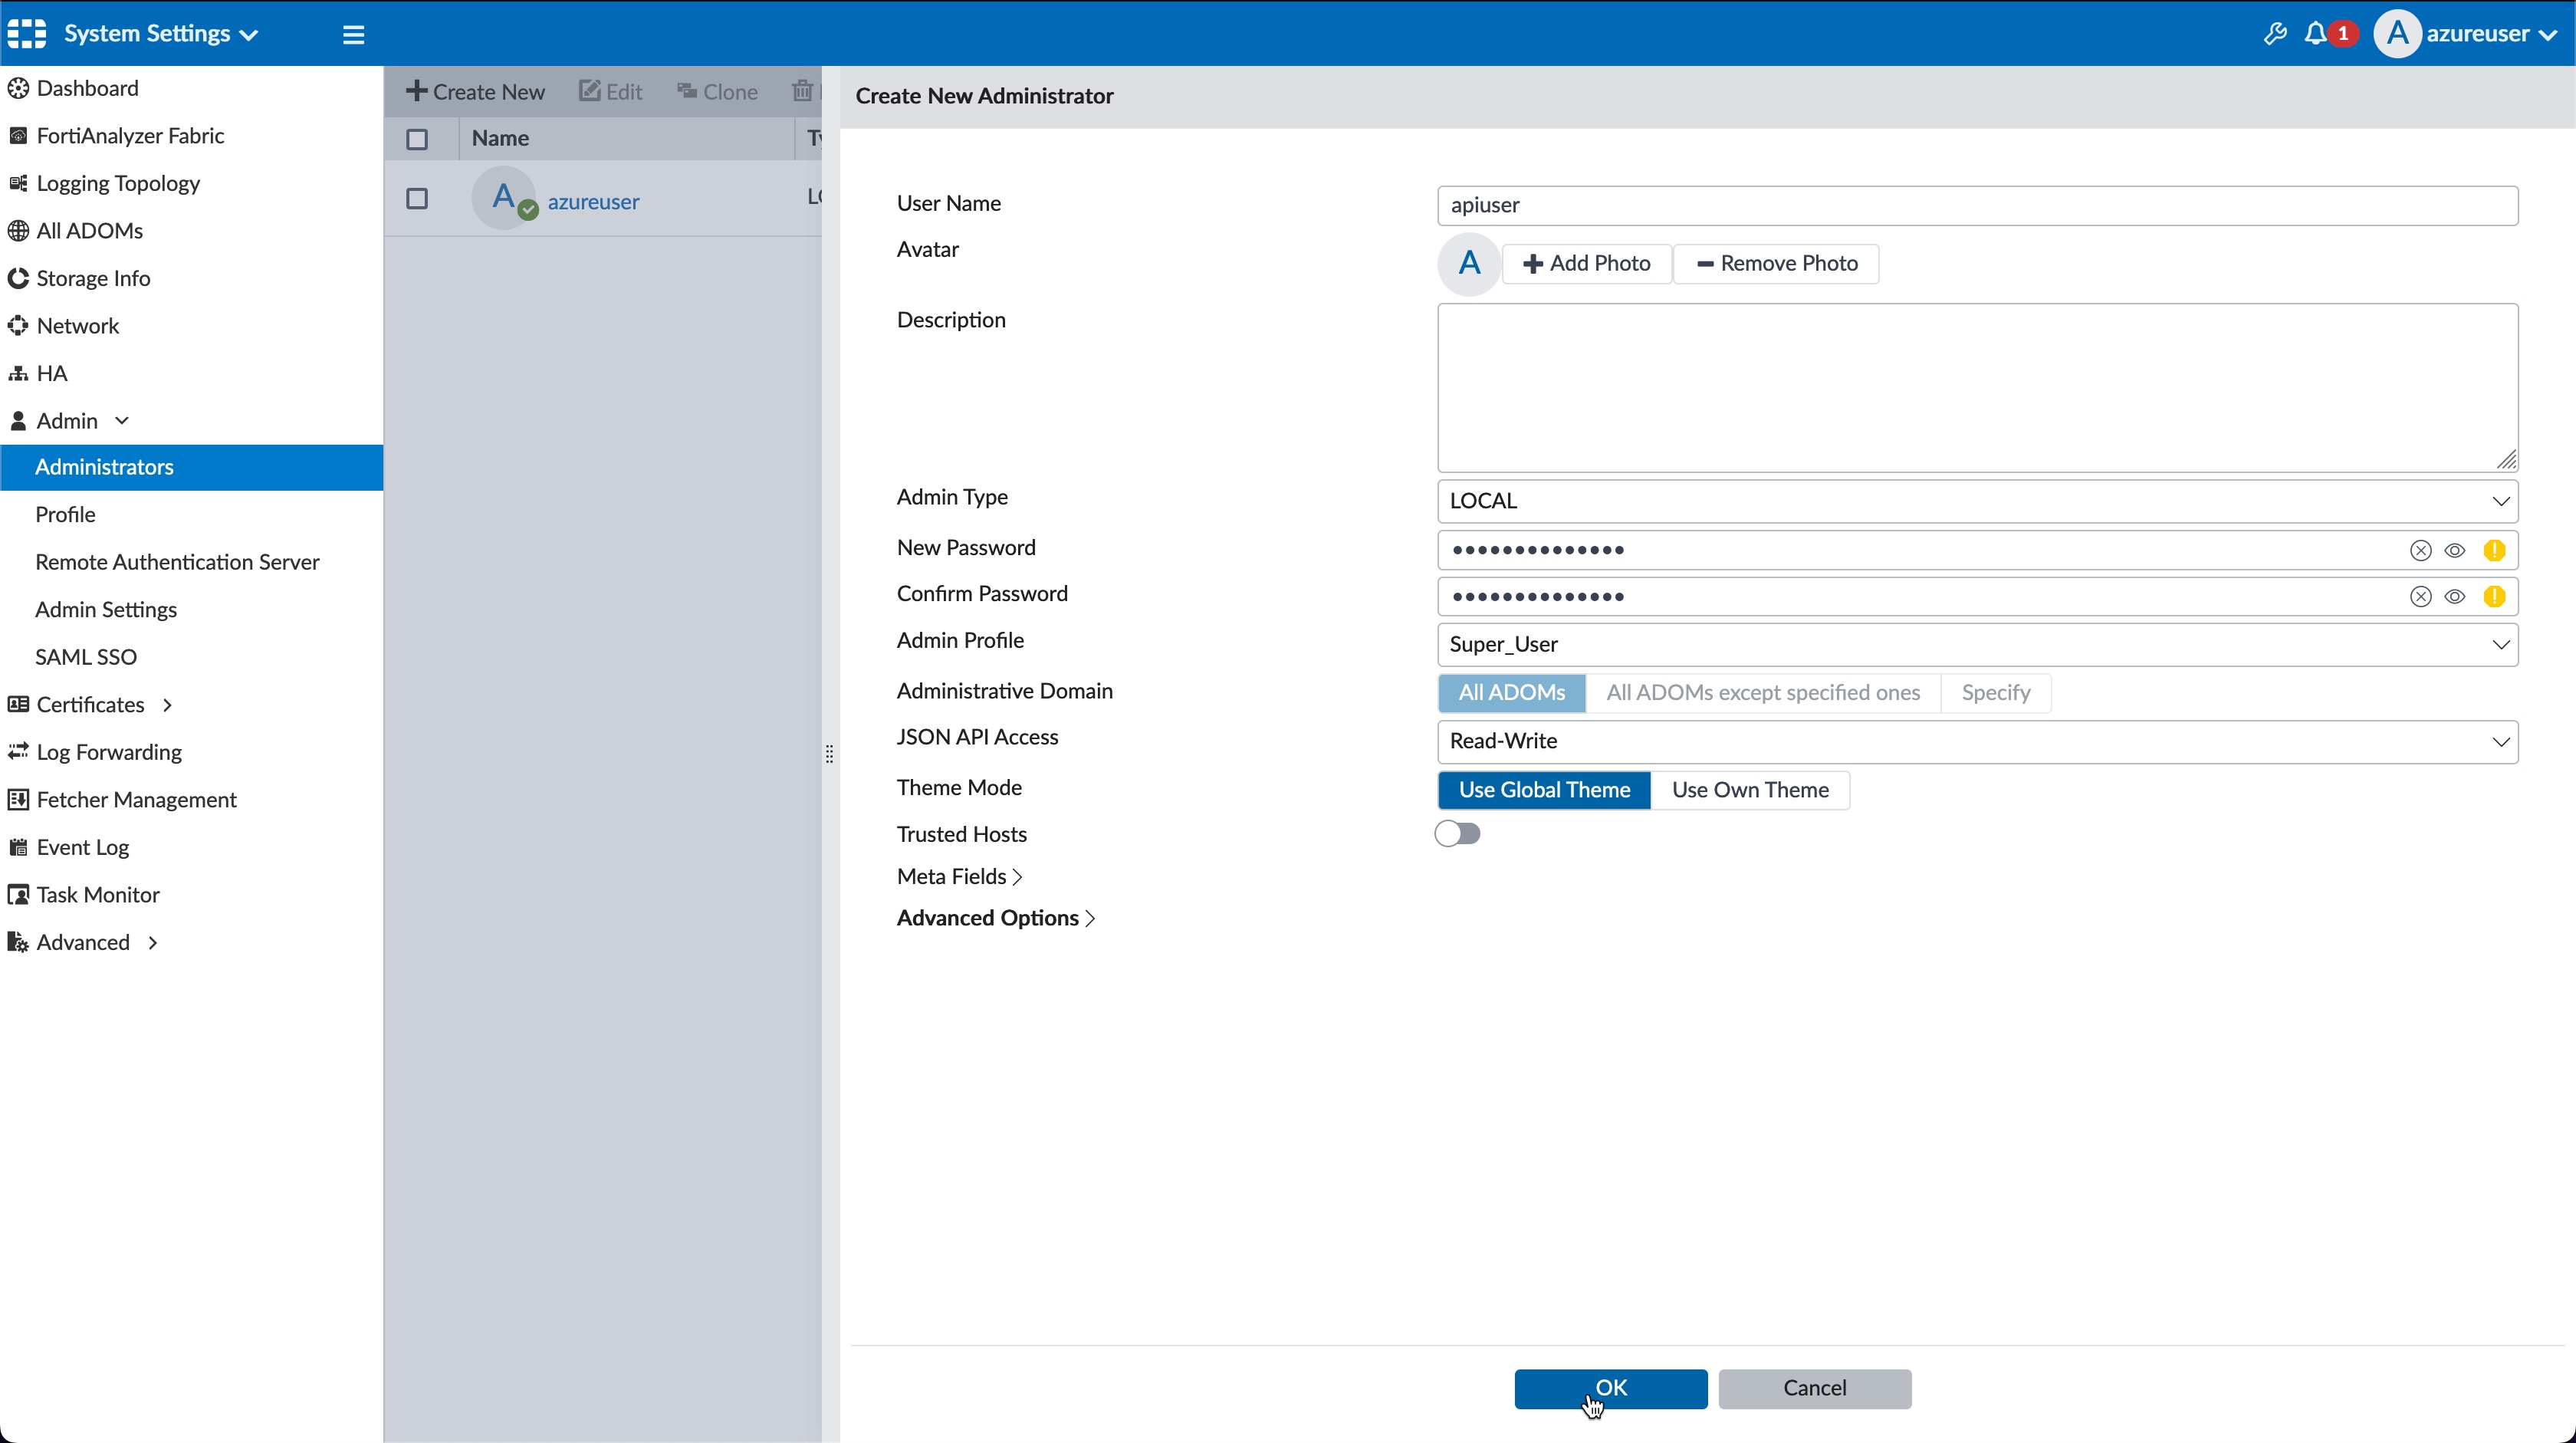 System Settings
1
A
azureuser
Dashboard
FortiAnalyzer Fabric
Logging Topology
All ADOMs
Storage Info
Network
HA
Admin
Administrators
Profile
Remote Authentication Server
Admin Settings
SAML SSO
Certificates
Log Forwarding
Fetcher Management
Event Log
Task Monitor
Advanced
Create New
Edit
Clone
Name
A
azureuser
Create New Administrator
User Name
apiuser
Avatar
A
Add Photo
Remove Photo
Description
Admin Type
LOCAL
New Password
••••••••••••••
Confirm Password
••••••••••••••
Admin Profile
Super_User
Administrative Domain
All ADOMs
All ADOMs except specified ones
Specify
JSON API Access
Read-Write
Theme Mode
Use Global Theme
Use Own Theme
Trusted Hosts
Meta Fields
Advanced Options
OK
Cancel